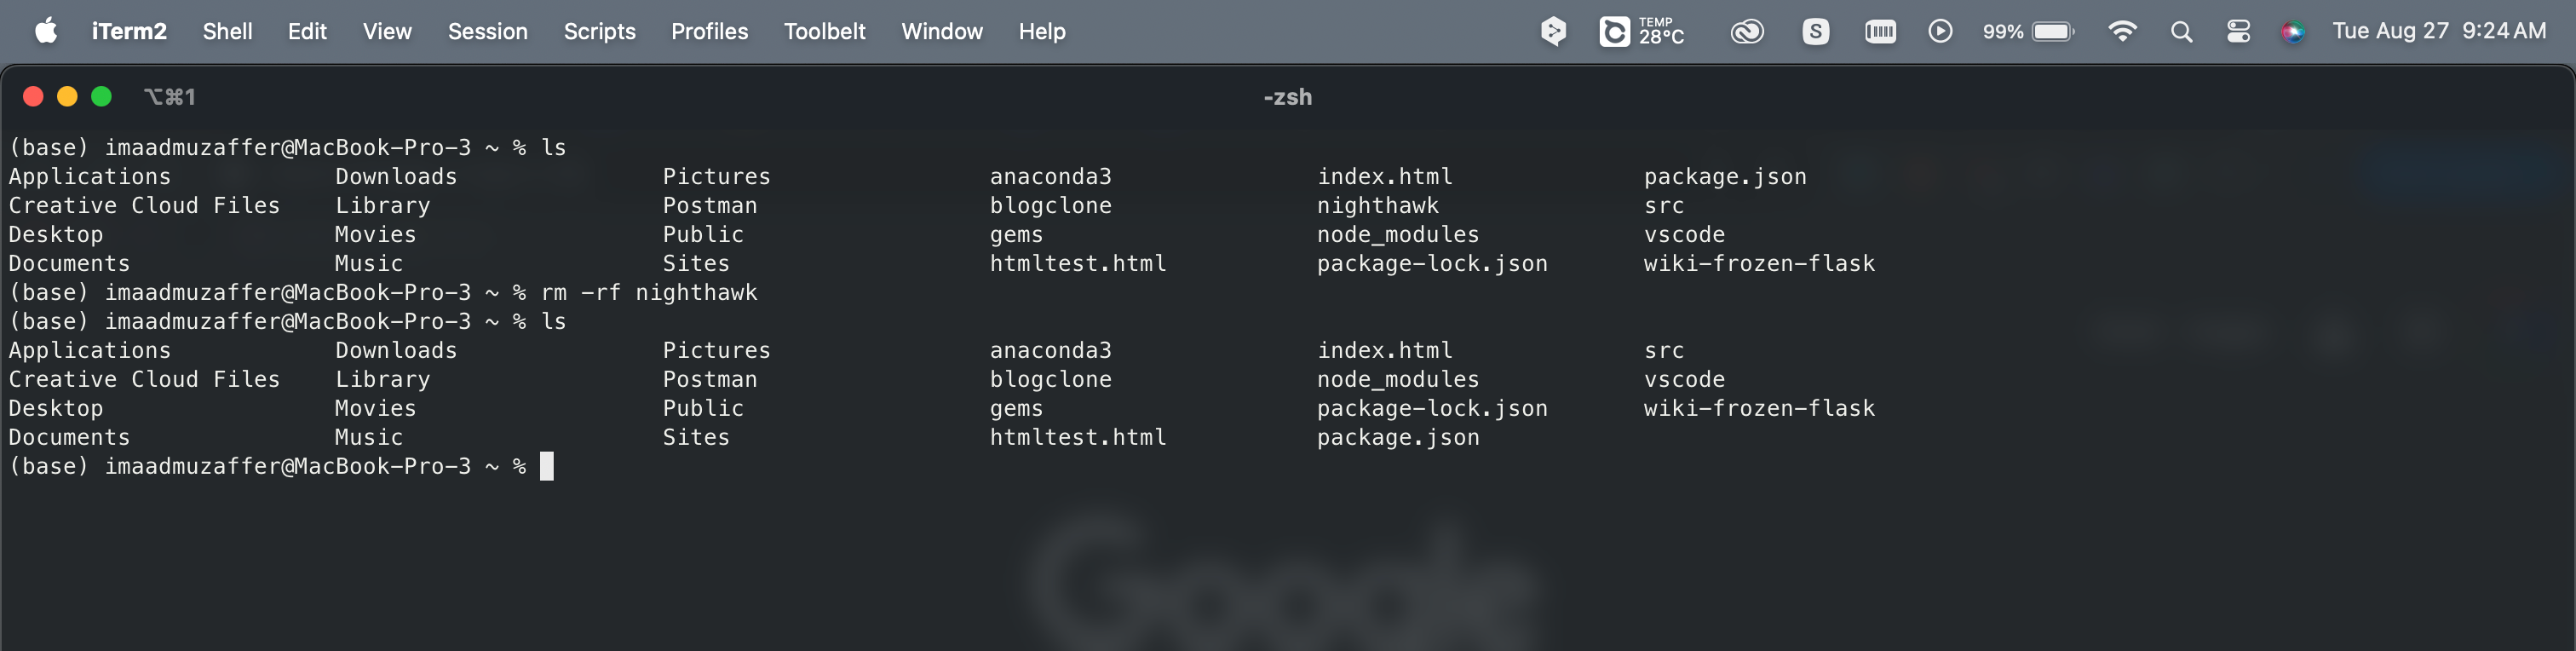 iTerm2 Shell Edit View Session Scripts Profiles Toolbelt Window Help TEMP 28°C S 99% Tue Aug 27 9:24 AM
⌥⌘1 -zsh
(base) imaadmuzaffer@MacBook-Pro-3 ~ % ls
Applications Downloads Pictures anaconda3 index.html package.json
Creative Cloud Files Library Postman blogclone nighthawk src
Desktop Movies Public gems node_modules vscode
Documents Music Sites htmltest.html package-lock.json wiki-frozen-flask
(base) imaadmuzaffer@MacBook-Pro-3 ~ % rm -rf nighthawk
(base) imaadmuzaffer@MacBook-Pro-3 ~ % ls
Applications Downloads Pictures anaconda3 index.html src
Creative Cloud Files Library Postman blogclone node_modules vscode
Desktop Movies Public gems package-lock.json wiki-frozen-flask
Documents Music Sites htmltest.html package.json
(base) imaadmuzaffer@MacBook-Pro-3 ~ %
Google